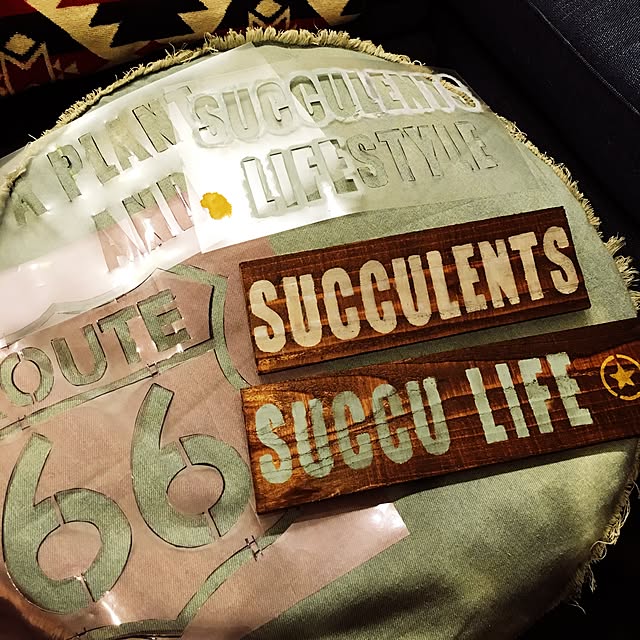 A PLANT
AND
SUCCULENTS
LIFESTYLE
ROUTE
66
SUCCULENTS
SUCCU LIFE